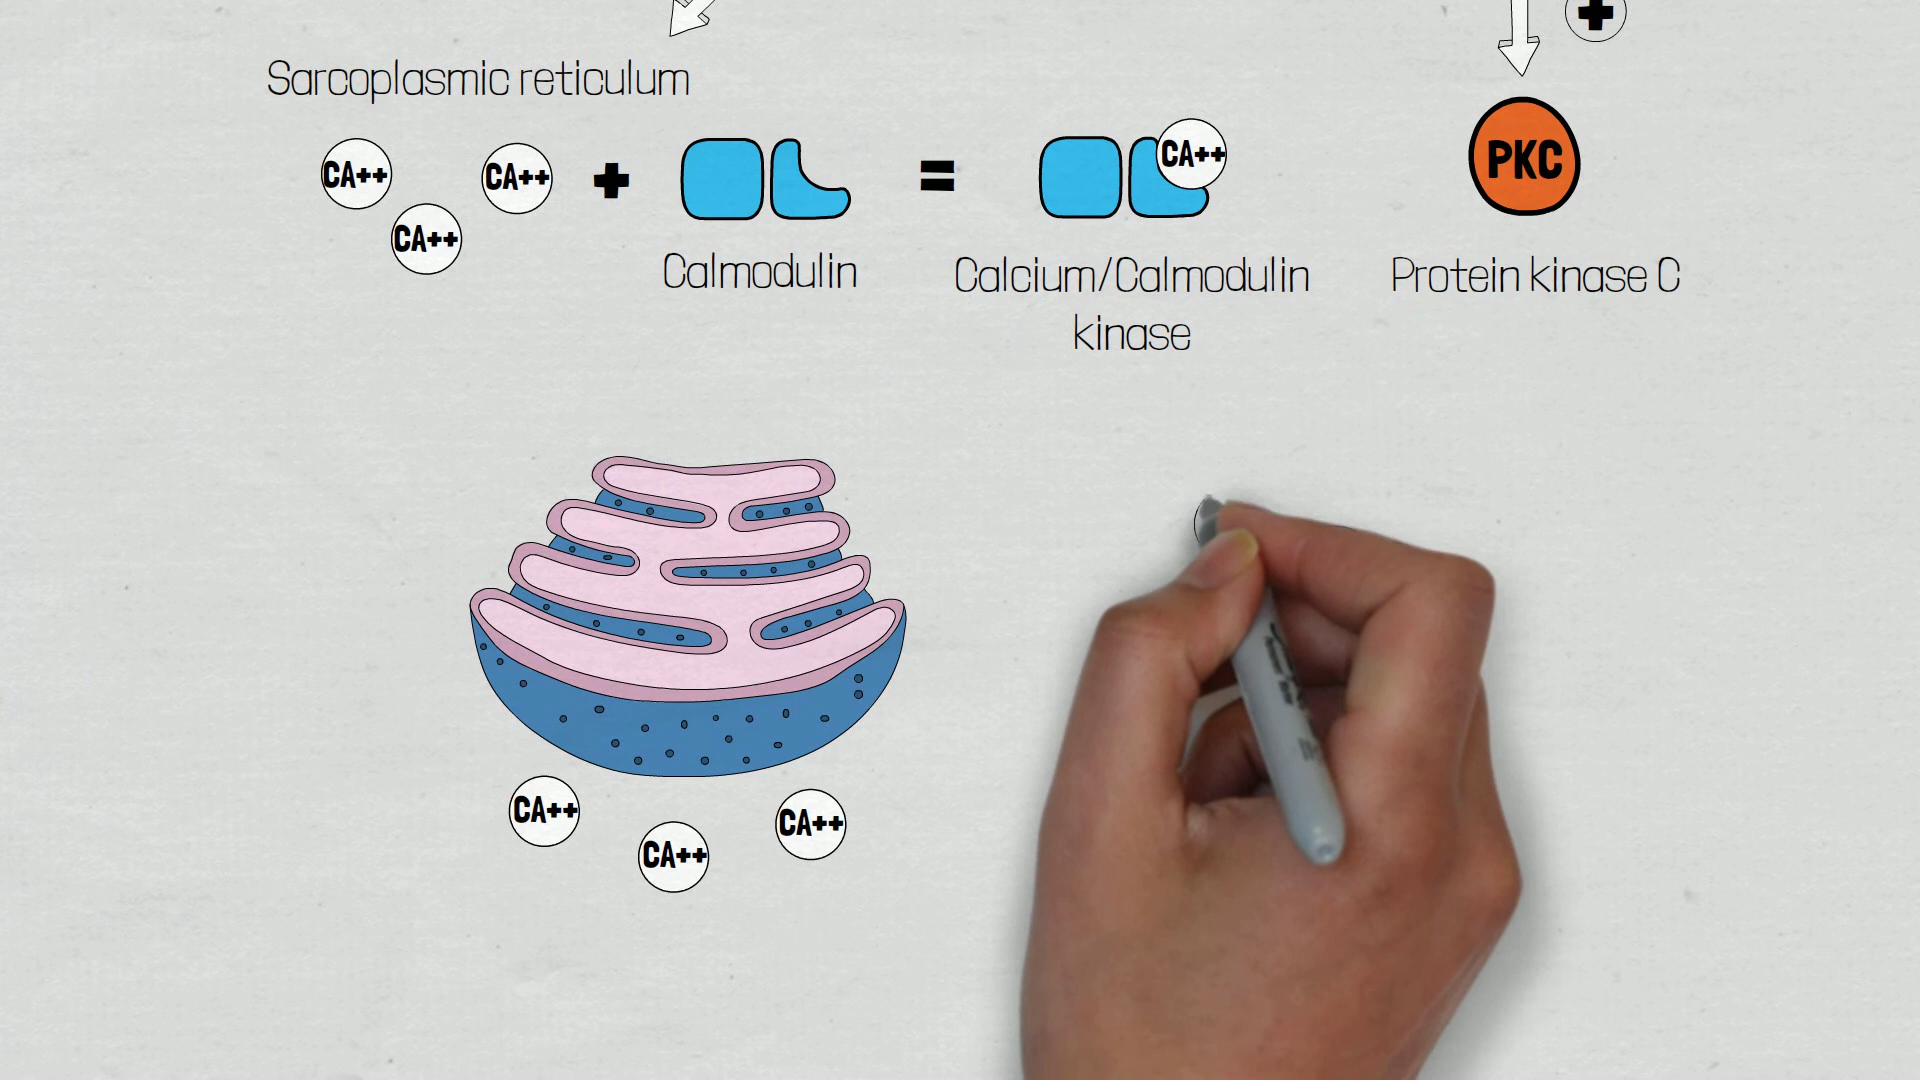 Sarcoplasmic reticulum
CA++
CA++
CA++
+
=
CA++
PKC
+
Calmodulin
Calcium/Calmodulin
kinase
Protein kinase C
CA++
CA++
CA++